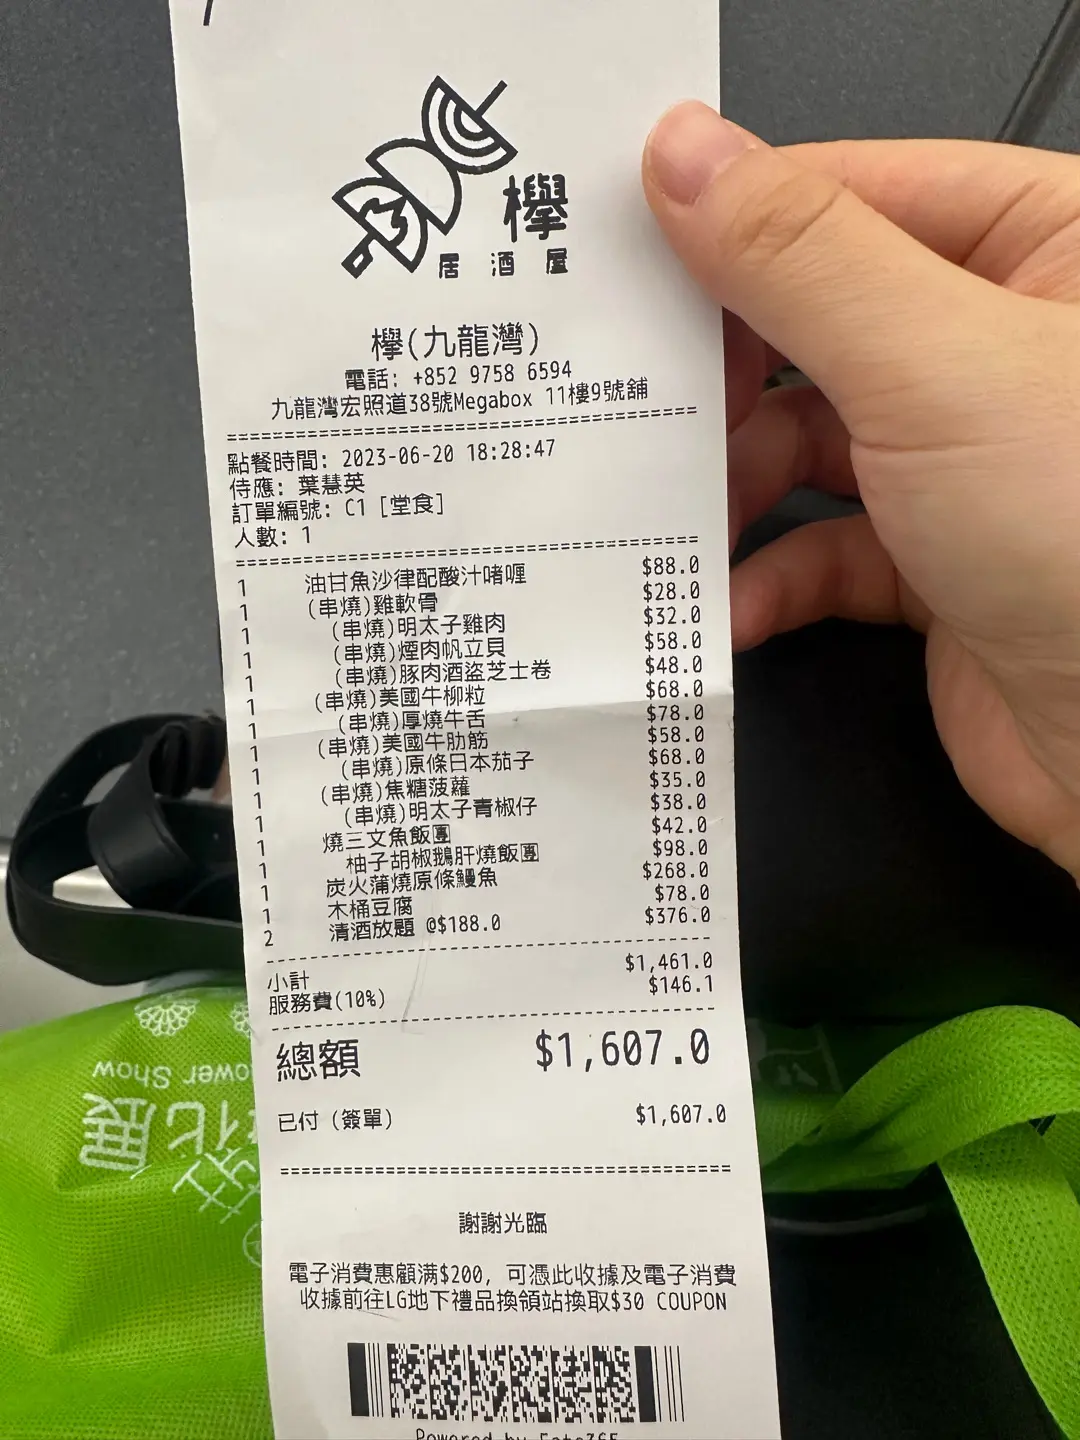 欅
居酒屋
欅(九龍灣)
電話: +852 9758 6594
九龍灣宏照道38號Megabox 11樓9號舖
點餐時間: 2023-06-20 18:28:47
侍應: 葉慧英
訂單編號: C1 [堂食]
人數: 1
1 油甘魚沙律配酸汁啫喱 $88.0
1 (串燒)雞軟骨 $28.0
1 (串燒)明太子雞肉 $32.0
1 (串燒)煙肉帆立貝 $58.0
1 (串燒)豚肉酒盜芝士卷 $48.0
1 (串燒)美國牛柳粒 $68.0
1 (串燒)厚燒牛舌 $78.0
1 (串燒)美國牛肋筋 $58.0
1 (串燒)原條日本茄子 $68.0
1 (串燒)焦糖菠蘿 $35.0
1 (串燒)明太子青椒仔 $38.0
1 燒三文魚飯團 $42.0
1 柚子胡椒鵝肝燒飯團 $98.0
1 炭火蒲燒原條鰻魚 $268.0
1 木桶豆腐 $78.0
2 清酒放題 @$188.0 $376.0
小計 $1,461.0
服務費(10%) $146.1
總額 $1,607.0
已付 (簽單) $1,607.0
謝謝光臨
電子消費惠顧滿$200, 可憑此收據及電子消費
收據前往LG地下禮品換領站換取$30 COUPON
Powered by Eats365
ower Show
花展